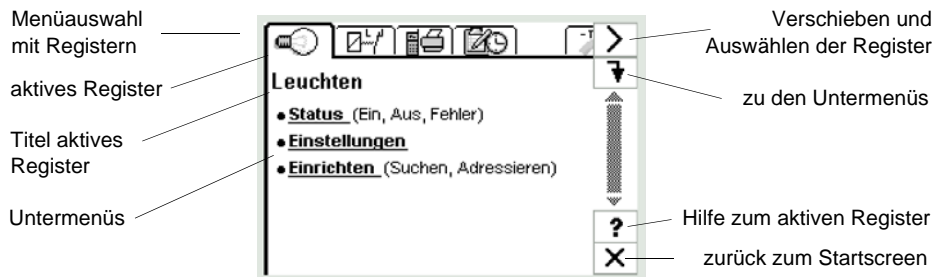 Menüauswahl
mit Registern
aktives Register
Titel aktives
Register
Untermenüs
Leuchten
• Status (Ein, Aus, Fehler)
• Einstellungen
• Einrichten (Suchen, Adressieren)
-T
>
?
X
Verschieben und
Auswählen der Register
zu den Untermenüs
Hilfe zum aktiven Register
zurück zum Startscreen